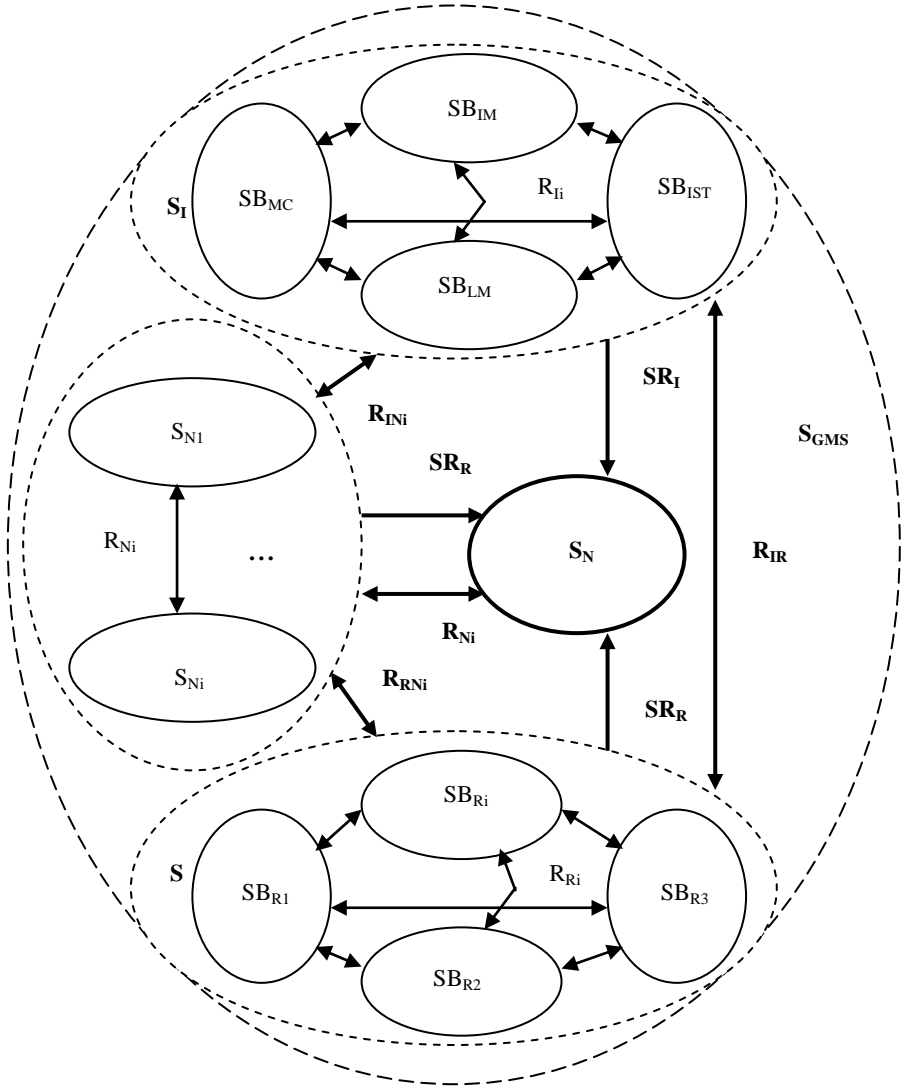 SB_IM
SB_MC
S_I
R_Ii
SB_IST
SB_LM
SR_I
R_INi
S_N1
S_GMS
SR_R
R_Ni
...
S_N
R_IR
R_Ni
S_Ni
R_RNi
SR_R
SB_Ri
S
SB_R1
R_Ri
SB_R3
SB_R2